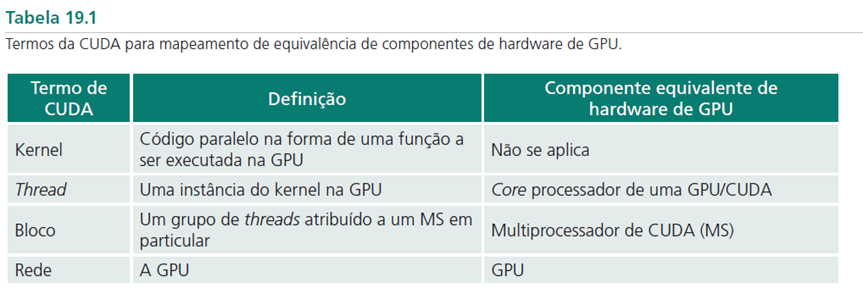 Tabela 19.1
Termos da CUDA para mapeamento de equivalência de componentes de hardware de GPU.
Termo de CUDA
Definição
Componente equivalente de hardware de GPU
Kernel
Código paralelo na forma de uma função a ser executada na GPU
Não se aplica
Thread
Uma instância do kernel na GPU
Core processador de uma GPU/CUDA
Bloco
Um grupo de threads atribuído a um MS em particular
Multiprocessador de CUDA (MS)
Rede
A GPU
GPU